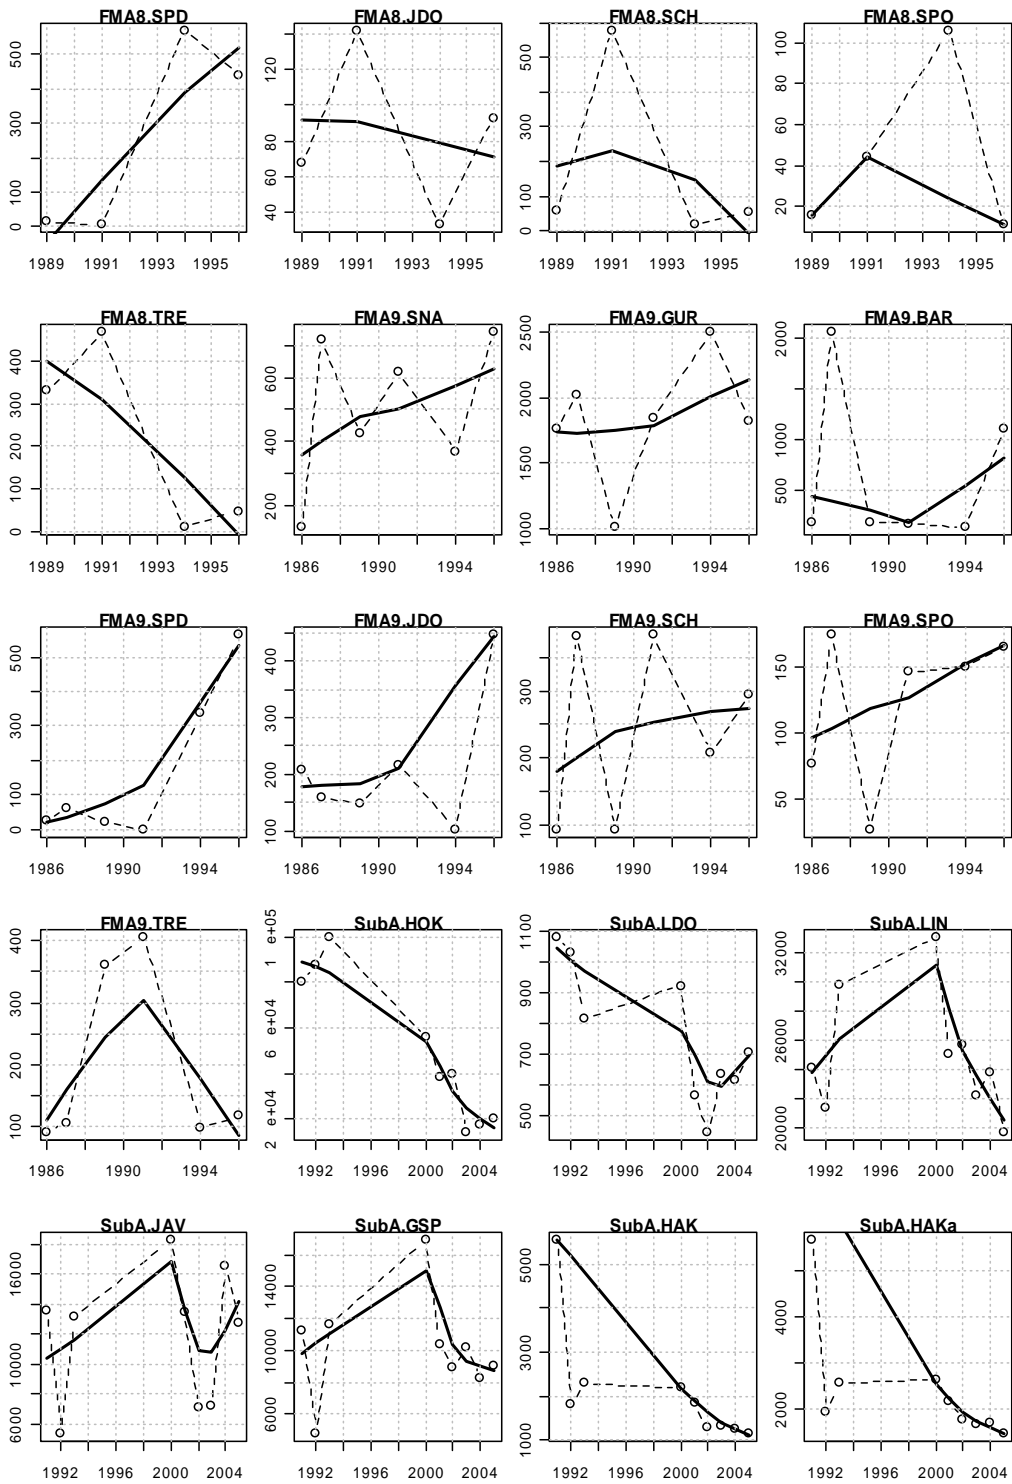 FMA8.SPD
0 100 300 500
1989 1991 1993 1995
FMA8.JDO
40 60 80 120
1989 1991 1993 1995
FMA8.SCH
0 100 300 600
1989 1991 1993 1995
FMA8.SPO
20 40 60 80 100
1989 1991 1993 1995
FMA8.TRE
0 100 200 300 400
1989 1991 1993 1995
FMA9.SNA
200 400 600
1986 1990 1994
FMA9.GUR
1000 1500 2000 2500
1986 1990 1994
FMA9.BAR
500 1000 2000
1986 1990 1994
FMA9.SPD
0 100 300 500
1986 1990 1994
FMA9.JDO
100 200 300 400
1986 1990 1994
FMA9.SCH
100 200 300
1986 1990 1994
FMA9.SPO
50 100 150
1986 1990 1994
FMA9.TRE
100 200 300 400
1986 1990 1994
SubA.HOK
2 e+04 6 e+04 1 e+05
1992 1996 2000 2004
SubA.LDO
500 700 900 1100
1992 1996 2000 2004
SubA.LIN
20000 26000 32000
1992 1996 2000 2004
SubA.JAV
6000 10000 16000
1992 1996 2000 2004
SubA.GSP
6000 10000 14000
1992 1996 2000 2004
SubA.HAK
1000 3000 5000
1992 1996 2000 2004
SubA.HAKa
2000 4000
1992 1996 2000 2004